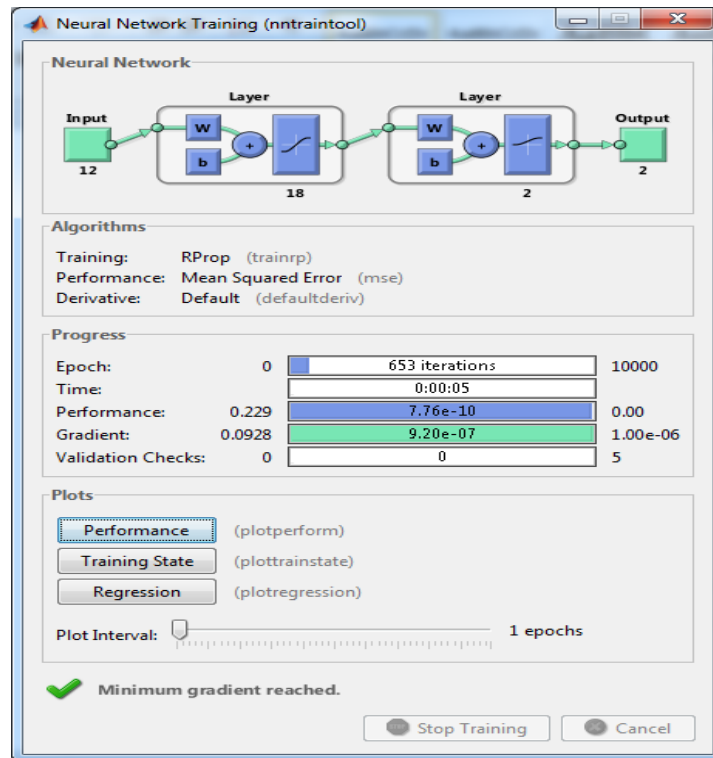 Neural Network Training (nntraintool)
Neural Network
Layer Layer
Input Output
W W
b b
+ +
12 2
18 2
Algorithms
Training: RProp (trainrp)
Performance: Mean Squared Error (mse)
Derivative: Default (defaultderiv)
Progress
Epoch: 0 653 iterations 10000
Time: 0:00:05
Performance: 0.229 7.76e-10 0.00
Gradient: 0.0928 9.20e-07 1.00e-06
Validation Checks: 0 0 5
Plots
Performance (plotperform)
Training State (plottrainstate)
Regression (plotregression)
Plot Interval: 1 epochs
Minimum gradient reached.
Stop Training Cancel